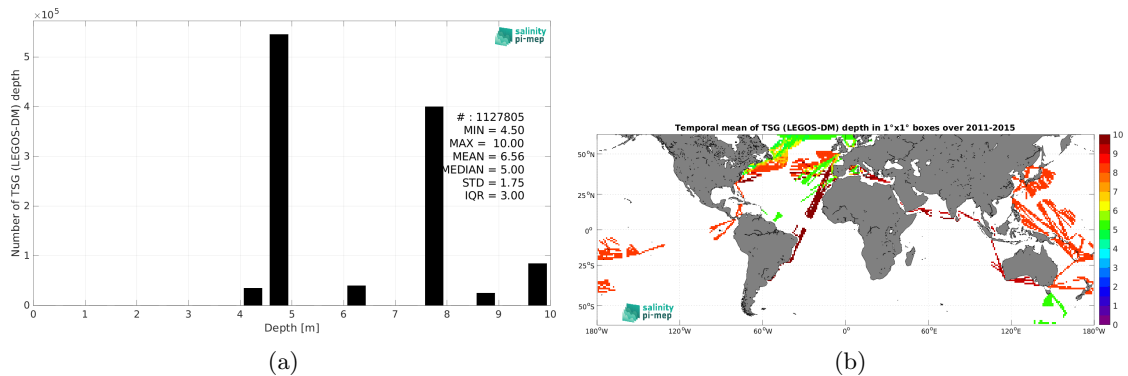 ×10⁵
5
4
3
2
1
0
Number of TSG (LEGOS-DM) depth
0 1 2 3 4 5 6 7 8 9 10
Depth [m]
salinity
pi-mep
# : 1127805
MIN = 4.50
MAX = 10.00
MEAN = 6.56
MEDIAN = 5.00
STD = 1.75
IQR = 3.00
(a)
Temporal mean of TSG (LEGOS-DM) depth in 1°x1° boxes over 2011-2015
50°N
25°N
0°
25°S
50°S
180°W 120°W 60°W 0° 60°E 120°E 180°W
salinity
pi-mep
10
9
8
7
6
5
4
3
2
1
0
(b)